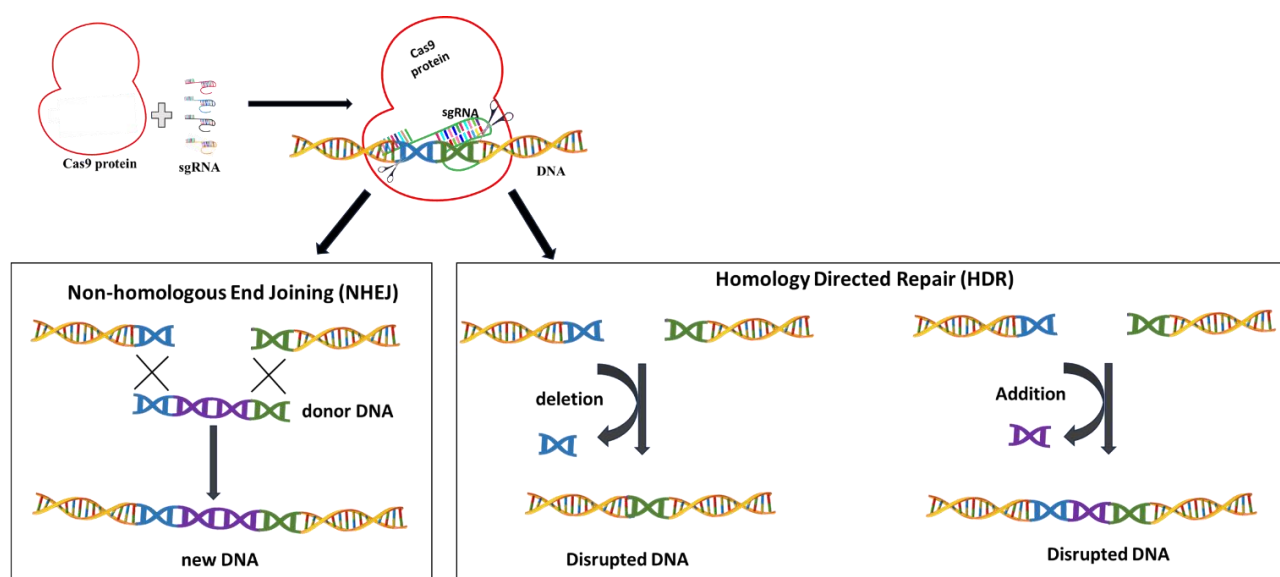 Cas9 protein
sgRNA
Cas9
protein
sgRNA
DNA
Non-homologous End Joining (NHEJ)
donor DNA
new DNA
Homology Directed Repair (HDR)
deletion
Disrupted DNA
Addition
Disrupted DNA